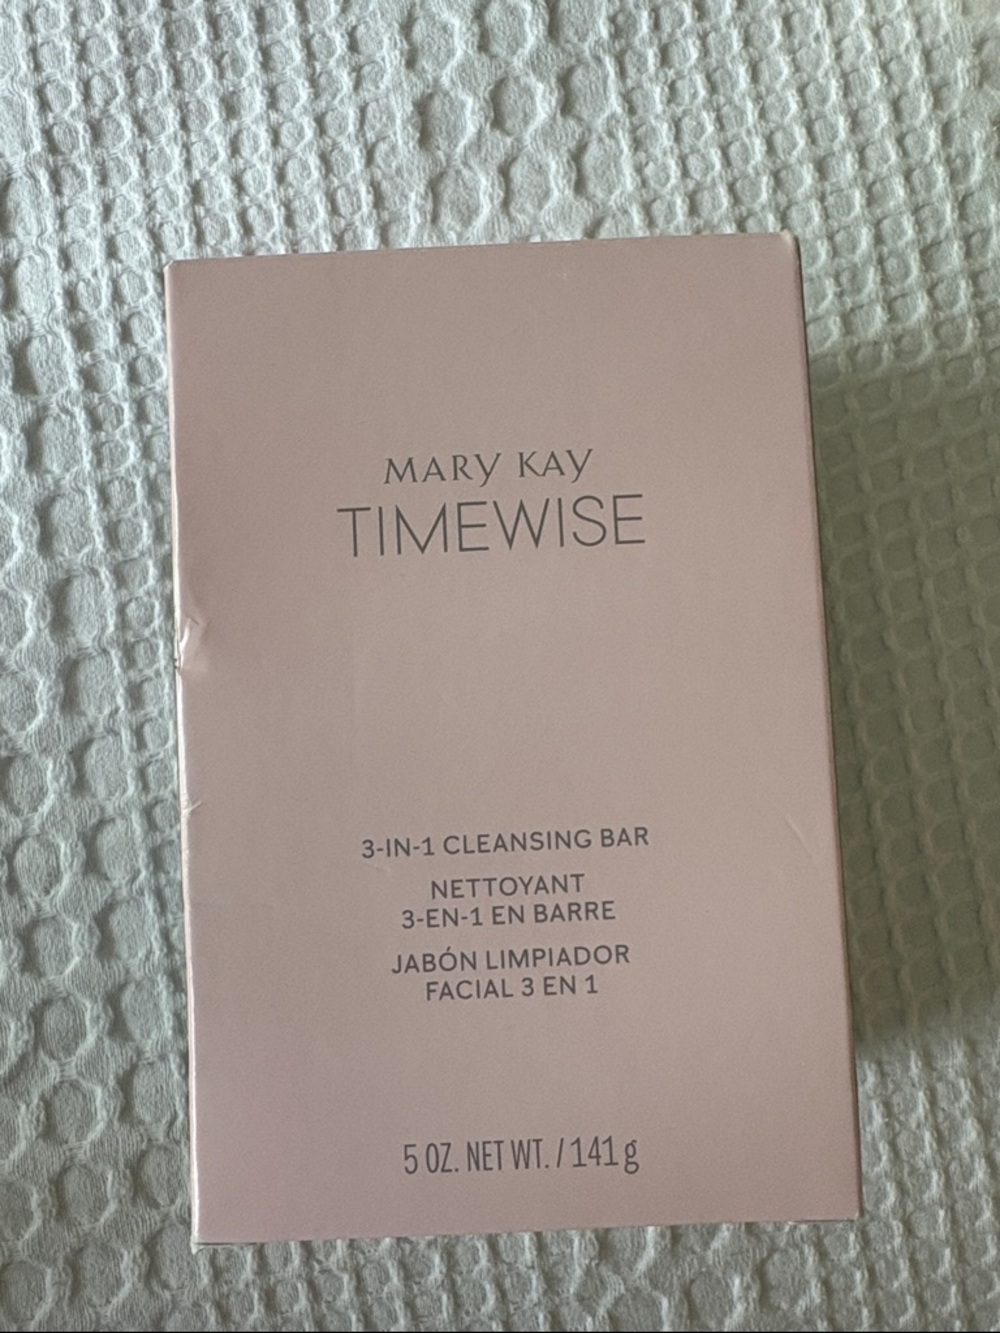 MARY KAY
TIMEWISE
3-IN-1 CLEANSING BAR
NETTOYANT
3-EN-1 EN BARRE
JABÓN LIMPIADOR
FACIAL 3 EN 1
5 OZ. NET WT. / 141 g